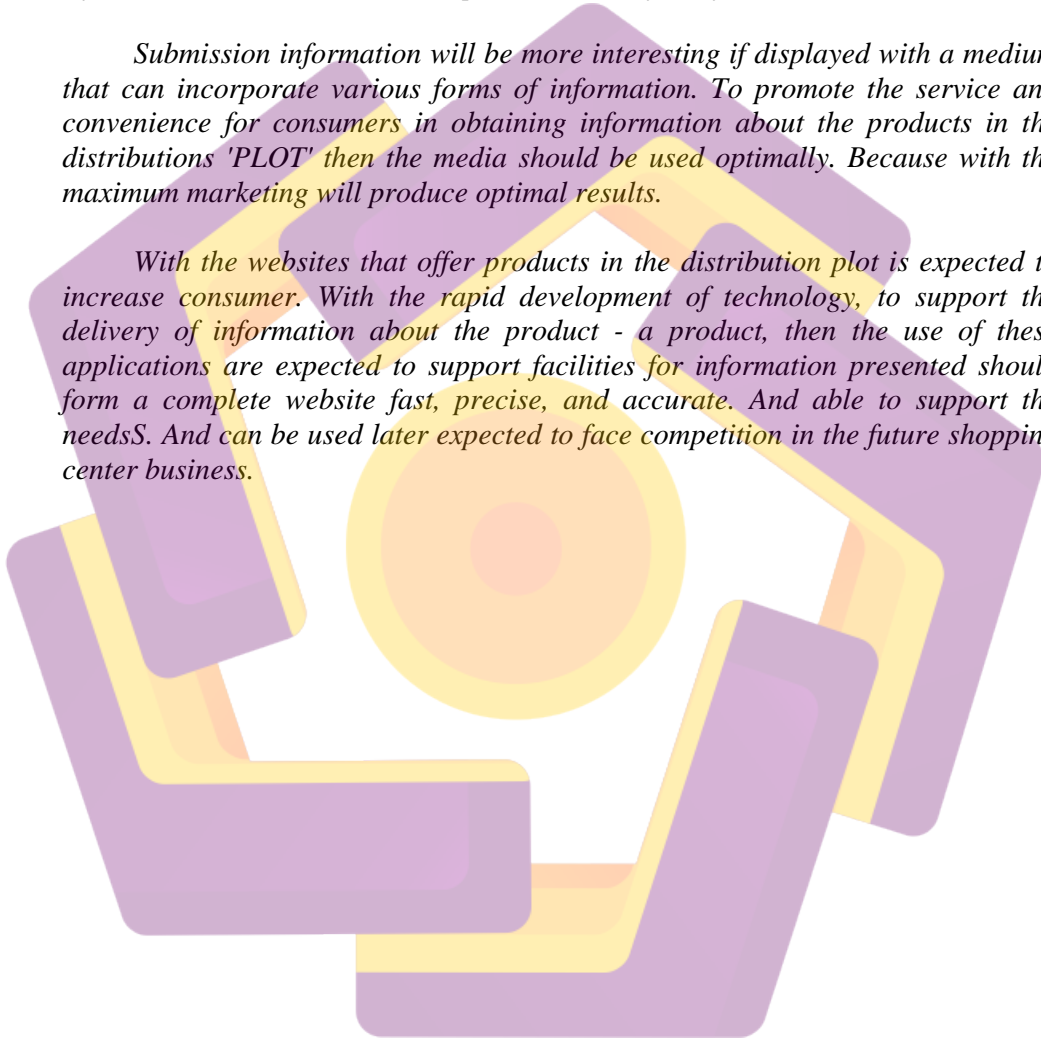 Submission information will be more interesting if displayed with a medium
that can incorporate various forms of information. To promote the service an
convenience for consumers in obtaining information about the products in th
distributions 'PLOT' then the media should be used optimally. Because with th
maximum marketing will produce optimal results.
With the websites that offer products in the distribution plot is expected t
increase consumer. With the rapid development of technology, to support th
delivery of information about the product - a product, then the use of thes
applications are expected to support facilities for information presented shoul
form a complete website fast, precise, and accurate. And able to support th
needsS. And can be used later expected to face competition in the future shoppin
center business.